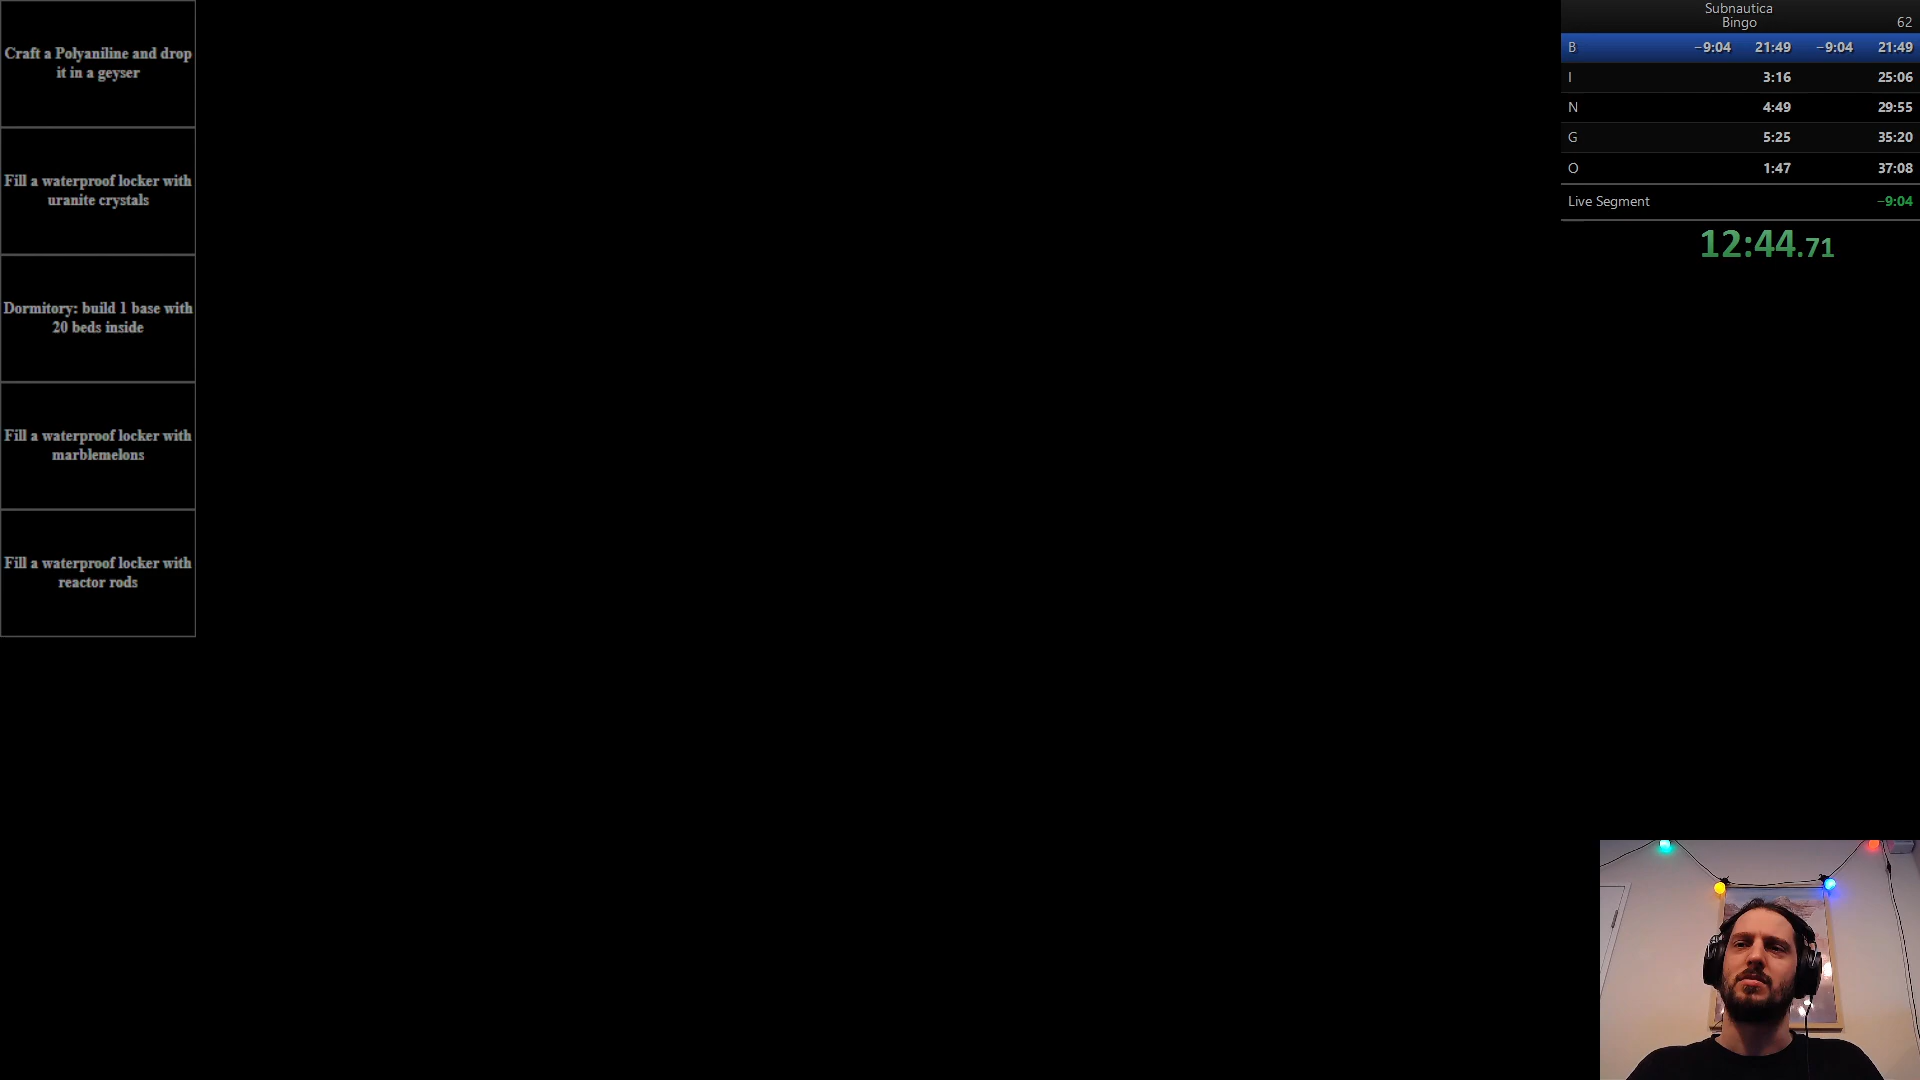 Craft a Polyaniline and drop
it in a geyser
Fill a waterproof locker with
uranite crystals
Dormitory: build 1 base with
20 beds inside
Fill a waterproof locker with
marblemelons
Fill a waterproof locker with
reactor rods
Subnautica
Bingo 62
B −9:04 21:49 −9:04 21:49
I 3:16 25:06
N 4:49 29:55
G 5:25 35:20
O 1:47 37:08
Live Segment −9:04
12:44.71